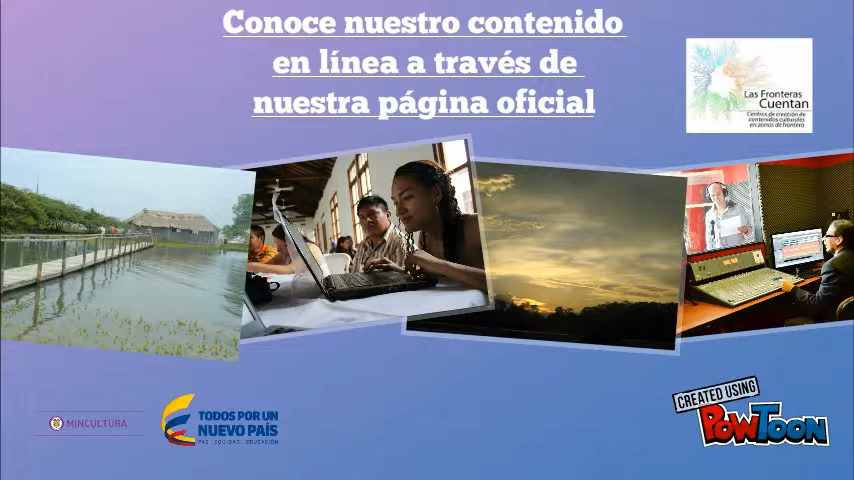 Conoce nuestro contenido
en línea a través de
nuestra página oficial
Las Fronteras
Cuentan
Centros de creación de
contenidos culturales
en zonas de frontera
MINCULTURA
TODOS POR UN
NUEVO PAÍS
PAZ EQUIDAD EDUCACIÓN
CREATED USING
POWTOON